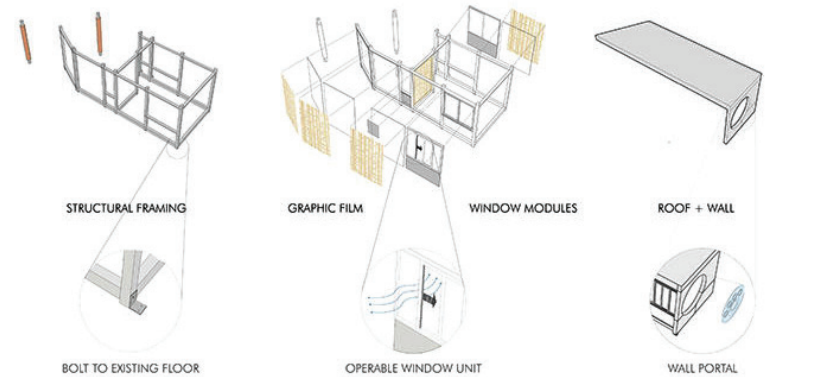 STRUCTURAL FRAMING
GRAPHIC FILM
WINDOW MODULES
ROOF + WALL
BOLT TO EXISTING FLOOR
OPERABLE WINDOW UNIT
WALL PORTAL